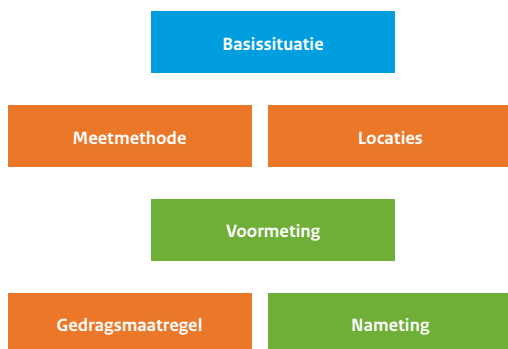 Basissituatie
Meetmethode
Locaties
Voormeting
Gedragsmaatregel
Nameting